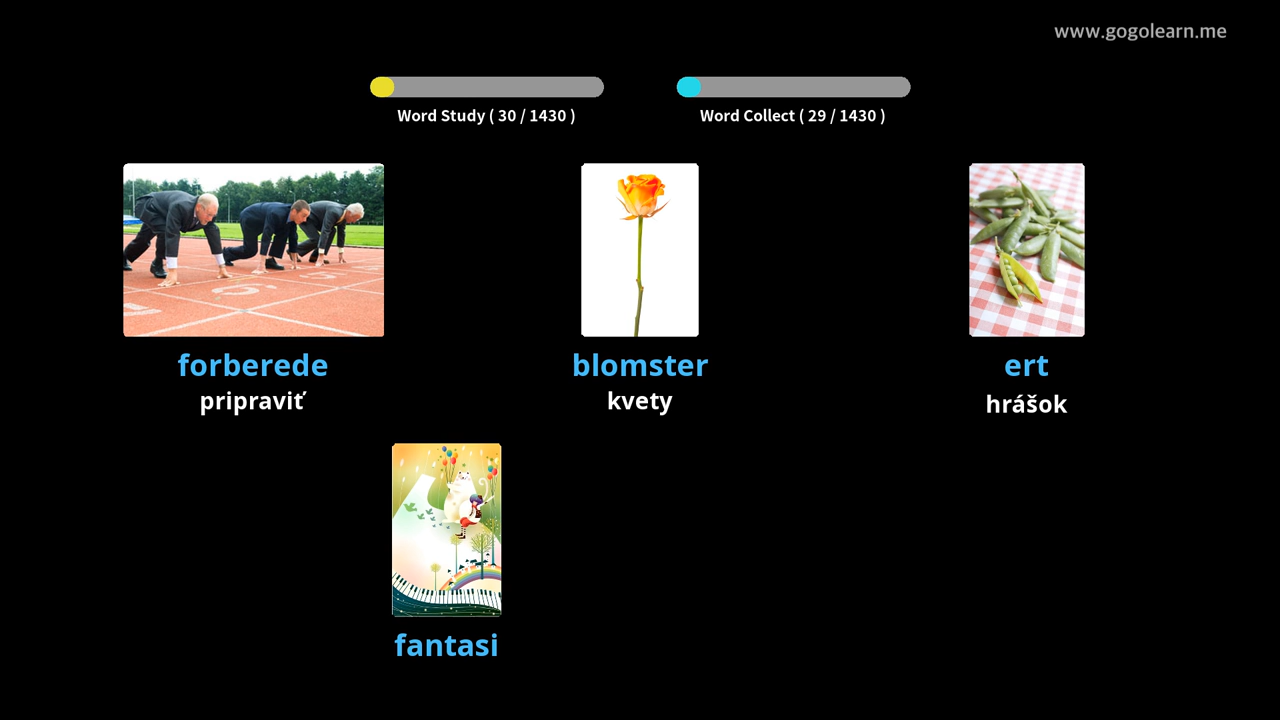 www.gogolearn.me
Word Study ( 30 / 1430 )
Word Collect ( 29 / 1430 )
forberede
pripraviť
blomster
kvety
ert
hrášok
fantasi